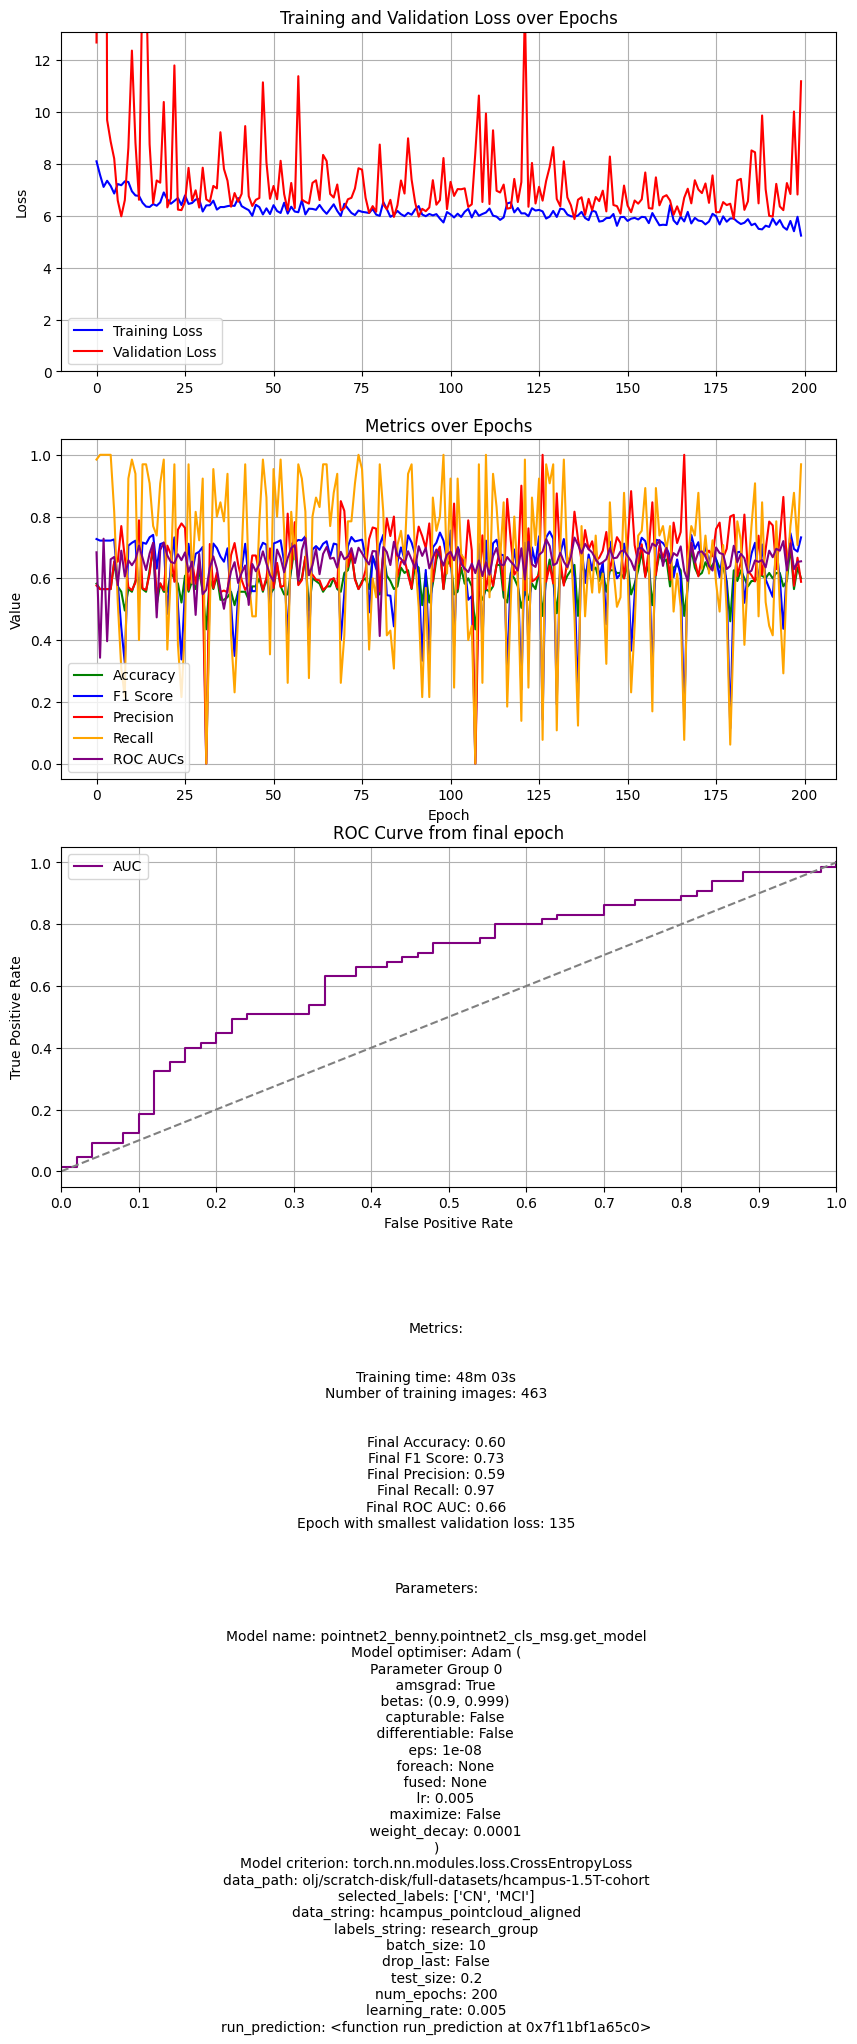 Training and Validation Loss over Epochs
12
10
8
6
4
2
0
Loss
Training Loss
Validation Loss
0 25 50 75 100 125 150 175 200
Metrics over Epochs
1.0
0.8
0.6
0.4
0.2
0.0
Value
Accuracy
F1 Score
Precision
Recall
ROC AUCs
0 25 50 75 100 125 150 175 200
Epoch
ROC Curve from final epoch
1.0
0.8
0.6
0.4
0.2
0.0
True Positive Rate
AUC
0.0 0.1 0.2 0.3 0.4 0.5 0.6 0.7 0.8 0.9 1.0
False Positive Rate
Metrics:
Training time: 48m 03s
Number of training images: 463
Final Accuracy: 0.60
Final F1 Score: 0.73
Final Precision: 0.59
Final Recall: 0.97
Final ROC AUC: 0.66
Epoch with smallest validation loss: 135
Parameters:
Model name: pointnet2_benny.pointnet2_cls_msg.get_model
Model optimiser: Adam (
Parameter Group 0
amsgrad: True
betas: (0.9, 0.999)
capturable: False
differentiable: False
eps: 1e-08
foreach: None
fused: None
lr: 0.005
maximize: False
weight_decay: 0.0001
)
Model criterion: torch.nn.modules.loss.CrossEntropyLoss
data_path: olj/scratch-disk/full-datasets/hcampus-1.5T-cohort
selected_labels: ['CN', 'MCI']
data_string: hcampus_pointcloud_aligned
labels_string: research_group
batch_size: 10
drop_last: False
test_size: 0.2
num_epochs: 200
learning_rate: 0.005
run_prediction: <function run_prediction at 0x7f11bf1a65c0>